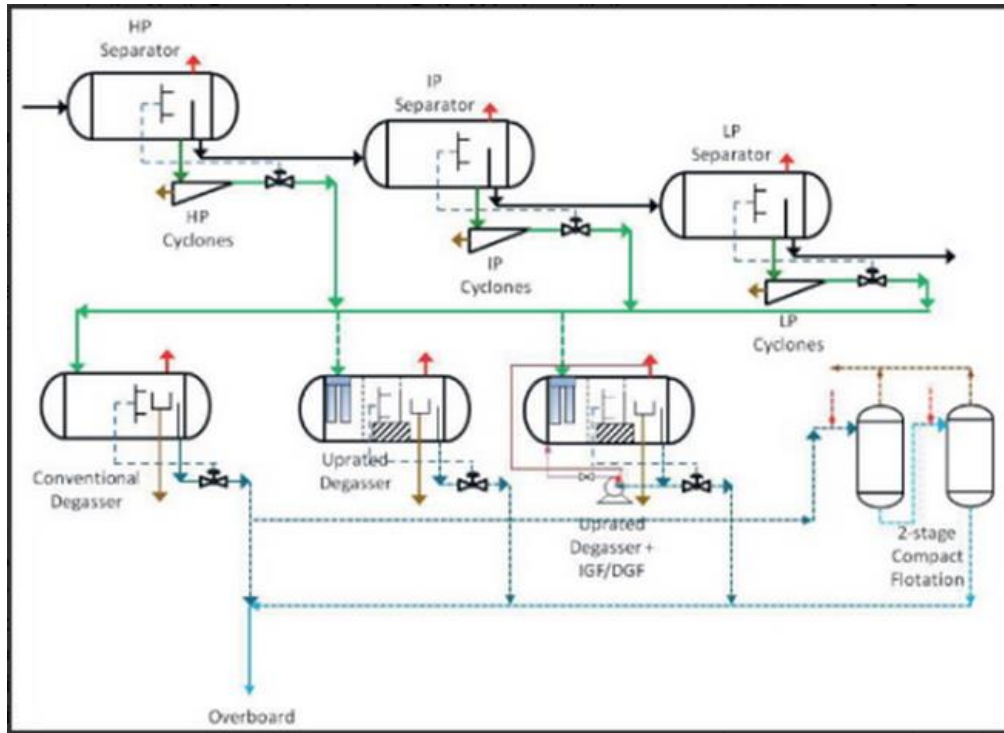 HP
Separator
IP
Separator
LP
Separator
HP
Cyclones
IP
Cyclones
LP
Cyclones
Conventional
Degasser
Uprated
Degasser
Uprated
Degasser +
IGF/DGF
2-stage
Compact
Flotation
Overboard